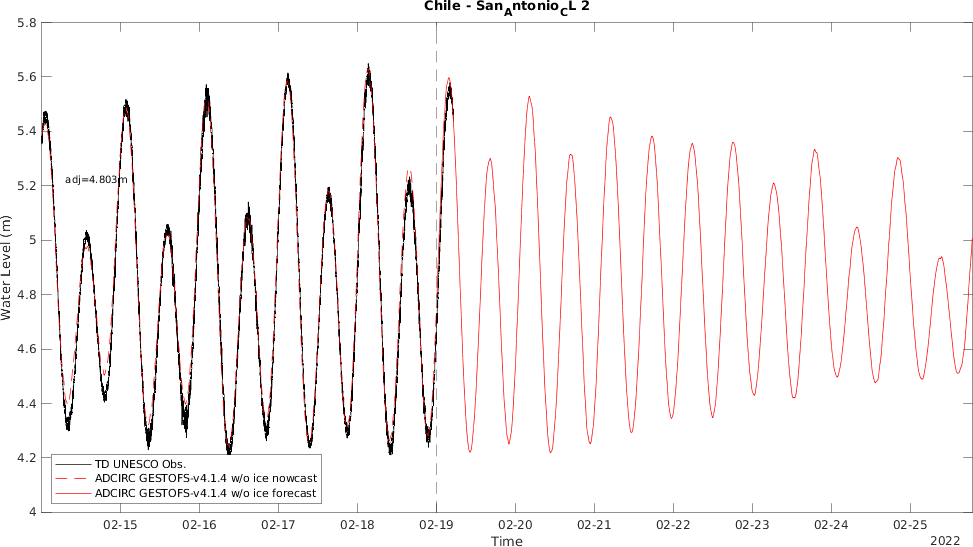 Chile - San_Antonio_CL 2
5.8
5.6
5.4
5.2
5
4.8
4.6
4.4
4.2
4
Water Level (m)
adj=4.803m
TD UNESCO Obs.
ADCIRC GESTOFS-v4.1.4 w/o ice nowcast
ADCIRC GESTOFS-v4.1.4 w/o ice forecast
02-15 02-16 02-17 02-18 02-19 02-20 02-21 02-22 02-23 02-24 02-25
Time
2022